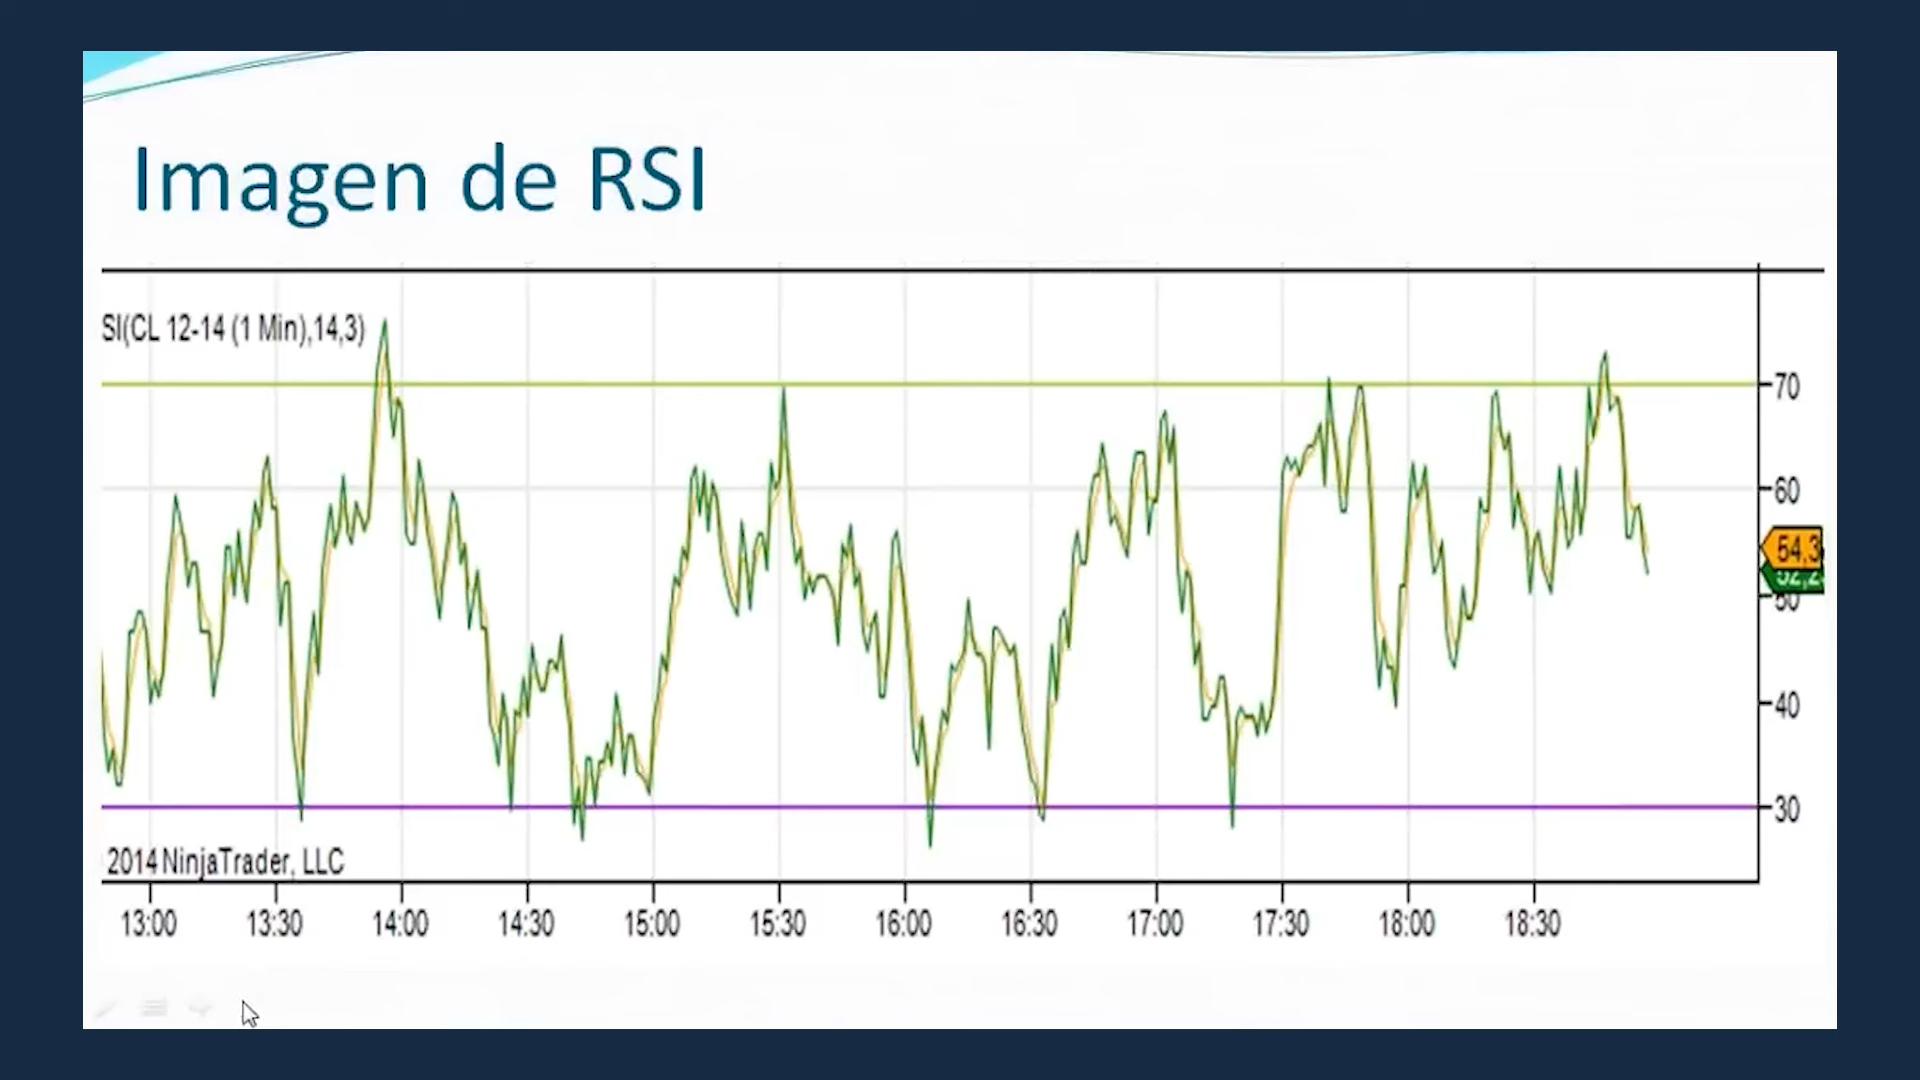 Imagen de RSI
SI(CL 12-14 (1 Min),14,3)
70
60
54,3
50
40
30
2014 NinjaTrader, LLC
13:00 13:30 14:00 14:30 15:00 15:30 16:00 16:30 17:00 17:30 18:00 18:30